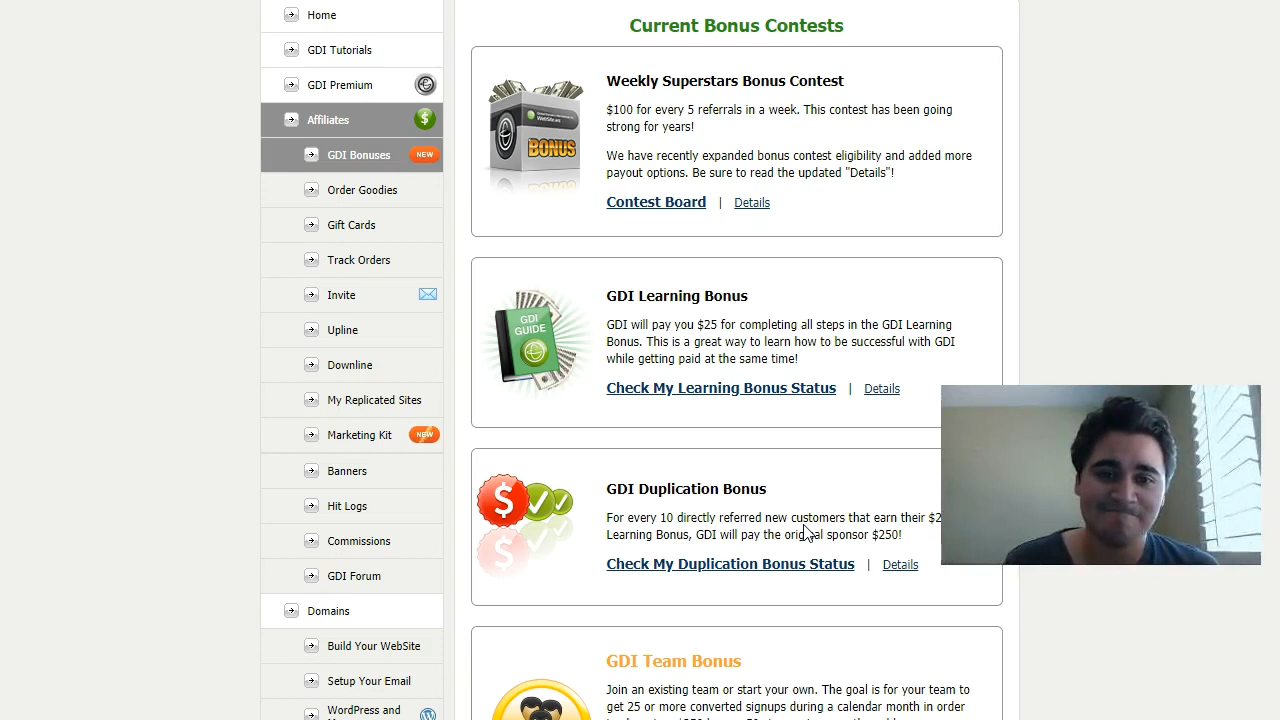 Home
GDI Tutorials
GDI Premium
Affiliates
$
GDI Bonuses
NEW
Order Goodies
Gift Cards
Track Orders
Invite
Upline
Downline
My Replicated Sites
Marketing Kit
NEW
Banners
Hit Logs
Commissions
GDI Forum
Domains
Build Your WebSite
Setup Your Email
WordPress and
Current Bonus Contests
BONUS
Weekly Superstars Bonus Contest
$100 for every 5 referrals in a week. This contest has been going
strong for years!
We have recently expanded bonus contest eligibility and added more
payout options. Be sure to read the updated "Details"!
Contest Board | Details
GDI
GUIDE
GDI Learning Bonus
GDI will pay you $25 for completing all steps in the GDI Learning
Bonus. This is a great way to learn how to be successful with GDI
while getting paid at the same time!
Check My Learning Bonus Status | Details
$
GDI Duplication Bonus
For every 10 directly referred new customers that earn their $2
Learning Bonus, GDI will pay the original sponsor $250!
Check My Duplication Bonus Status | Details
GDI Team Bonus
Join an existing team or start your own. The goal is for your team to
get 25 or more converted signups during a calendar month in order